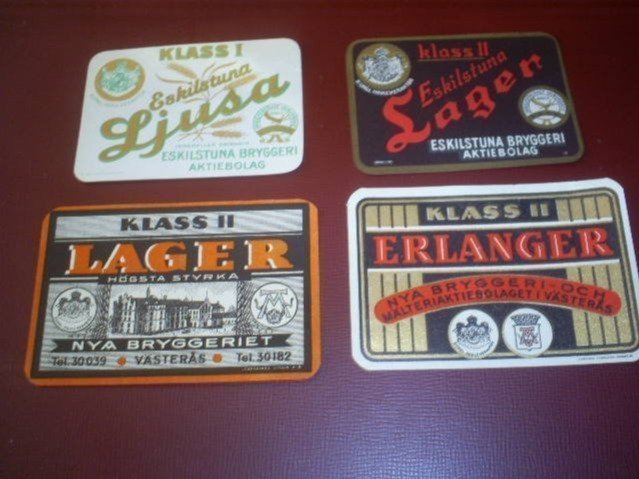 KLASS I
Eskilstuna
Ljusa
ESKILSTUNA BRYGGERI
AKTIEBOLAG
klass II
Eskilstuna
Lager
ESKILSTUNA BRYGGERI
AKTIEBOLAG
KLASS II
LAGER
HÖGSTA STYRKA
NYA BRYGGERIET
Tel. 30039 VÄSTERÅS Tel. 30182
KLASS II
ERLANGER
NYA BRYGGERI- OCH
MÄLTERIAKTIEBOLAGET I VÄSTERÅS